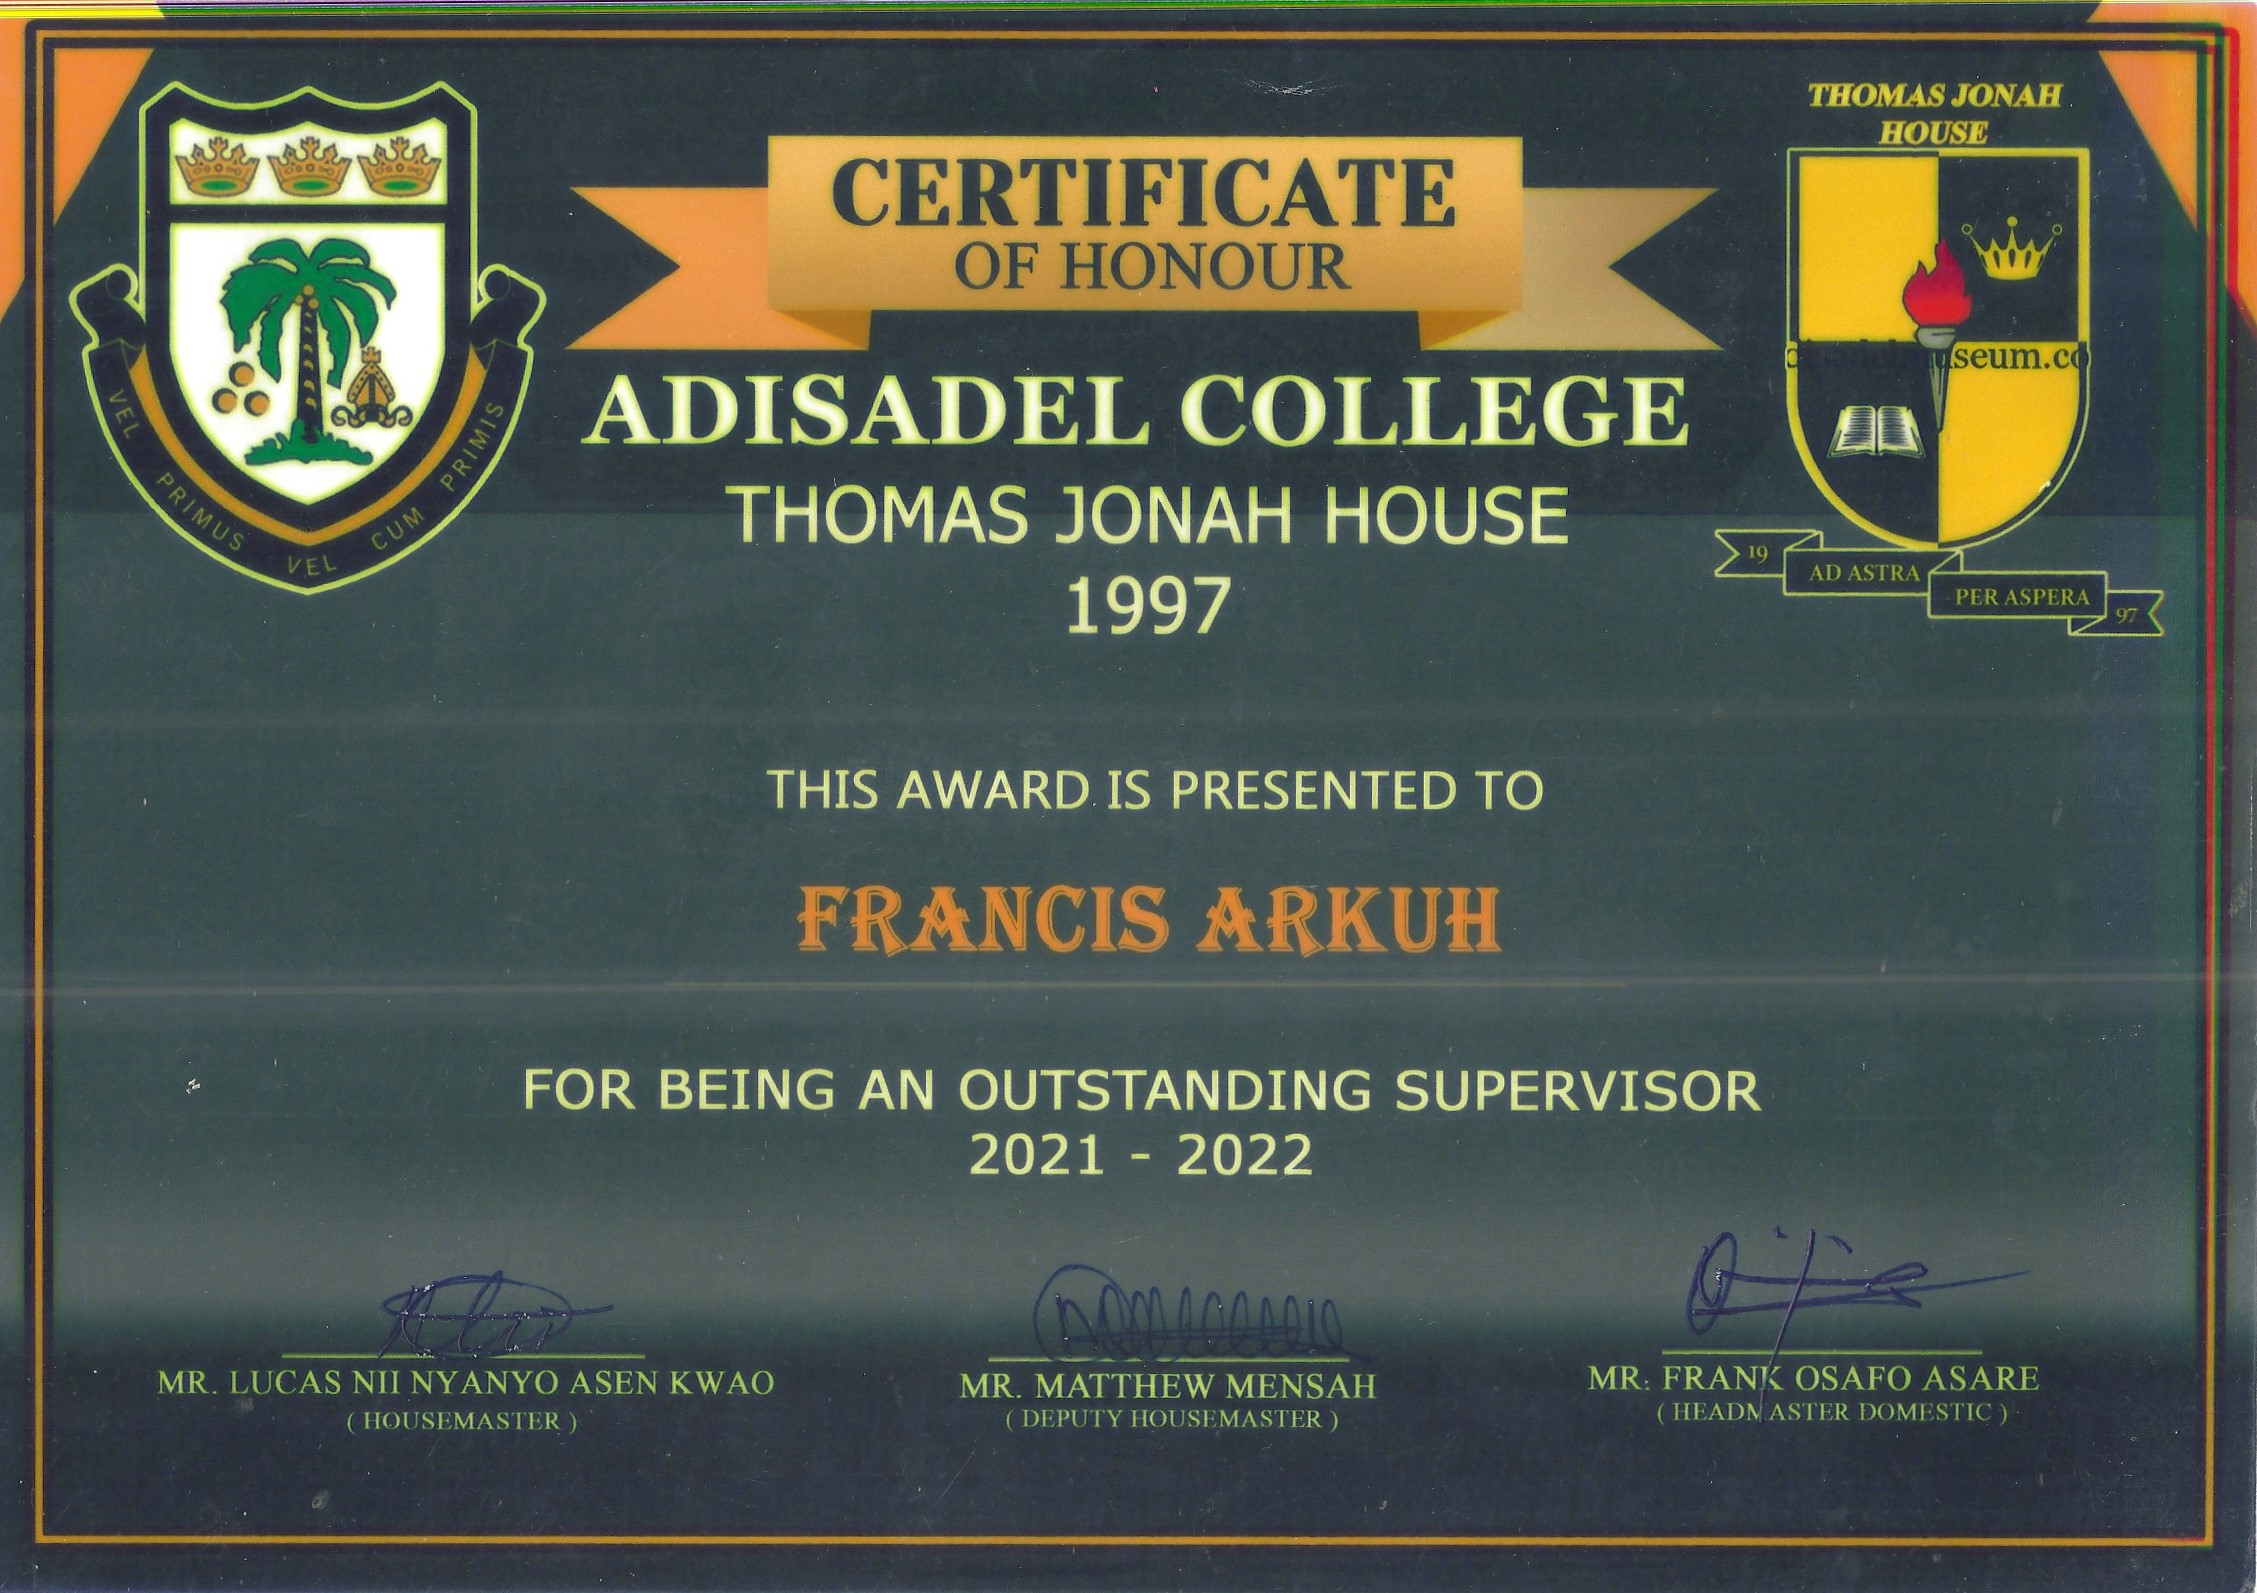 CERTIFICATE
OF HONOUR
ADISADEL COLLEGE
THOMAS JONAH HOUSE
1997
VEL PRIMUS VEL CUM PRIMIS
THOMAS JONAH
HOUSE
seum.co
19 AD ASTRA PER ASPERA 97
THIS AWARD IS PRESENTED TO
FRANCIS ARKUH
FOR BEING AN OUTSTANDING SUPERVISOR
2021 - 2022
MR. LUCAS NII NYANYO ASEN KWAO
( HOUSEMASTER )
MR. MATTHEW MENSAH
( DEPUTY HOUSEMASTER )
MR. FRANK OSAFO ASARE
( HEADMASTER DOMESTIC )